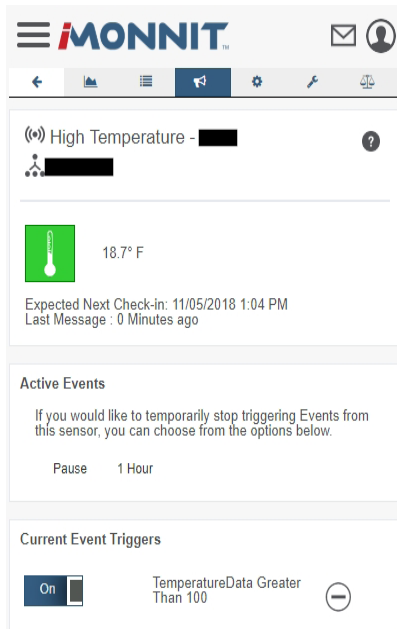 iMONNIT™
High Temperature -
?
18.7° F
Expected Next Check-in: 11/05/2018 1:04 PM
Last Message : 0 Minutes ago
Active Events
If you would like to temporarily stop triggering Events from
this sensor, you can choose from the options below.
Pause 1 Hour
Current Event Triggers
On TemperatureData Greater
Than 100